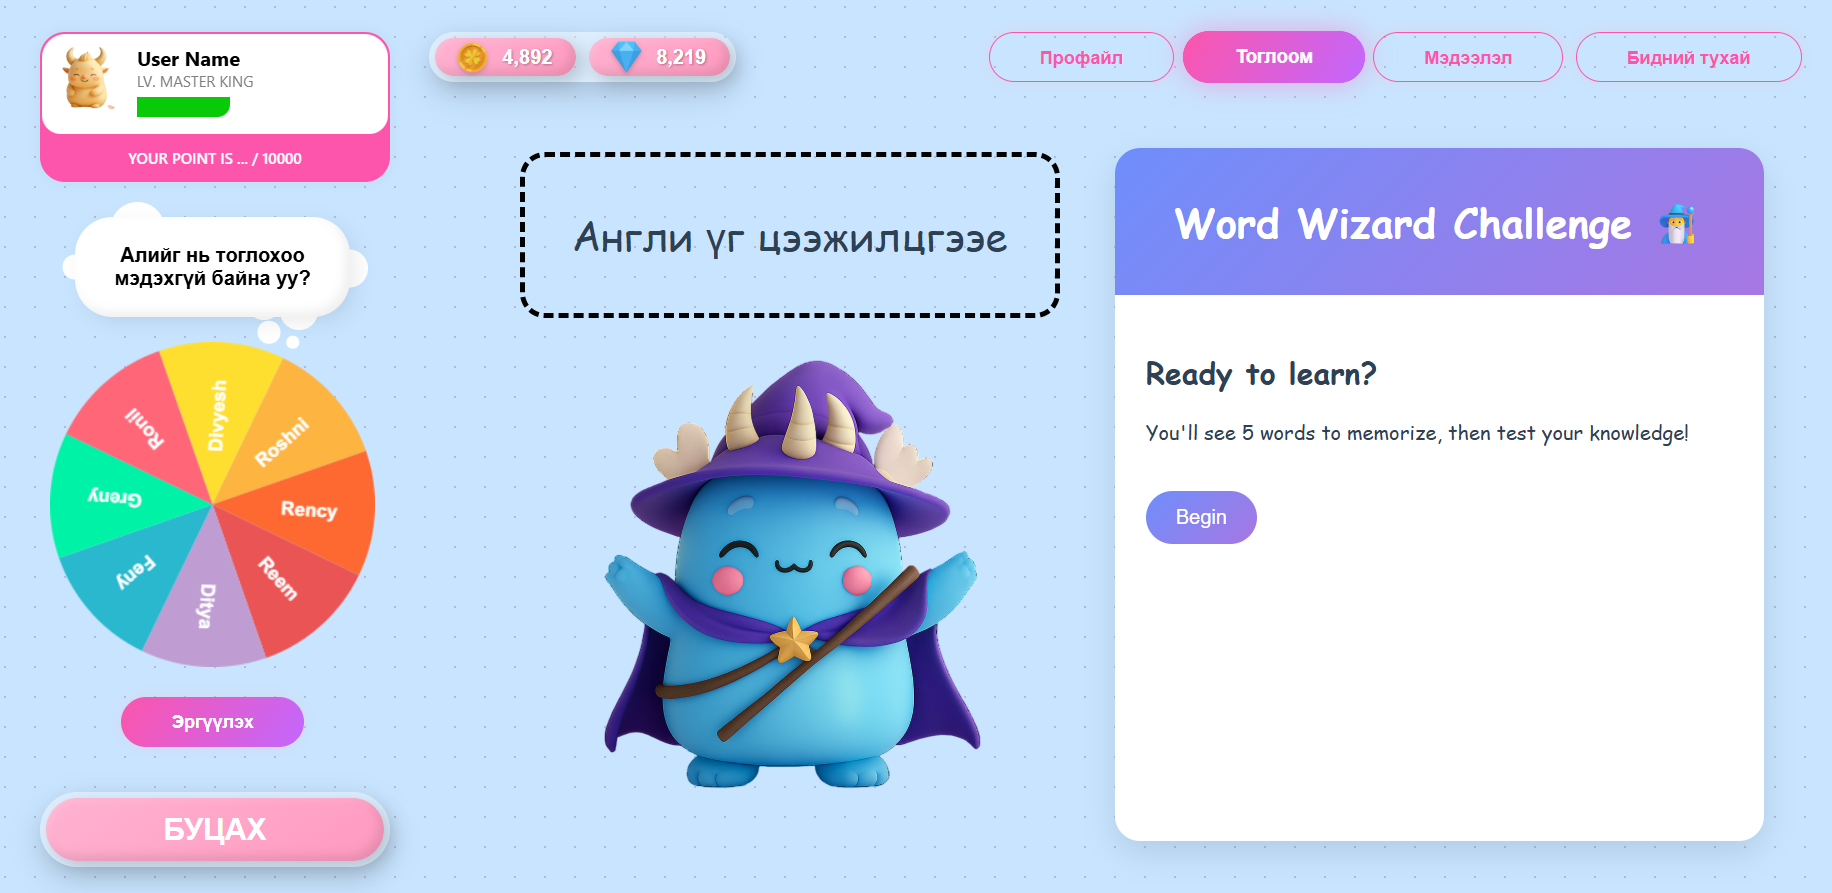 User Name
LV. MASTER KING
YOUR POINT IS ... / 10000
4,892
8,219
Профайл
Тоглоом
Мэдээлэл
Бидний тухай
Алийг нь тоглохоо
мэдэхгүй байна уу?
Divyesh
Roshni
Rency
Reem
Ditya
Feny
Greny
Ronil
Эргүүлэх
БУЦАХ
Англи үг цээжилцгээе
Word Wizard Challenge
Ready to learn?
You'll see 5 words to memorize, then test your knowledge!
Begin